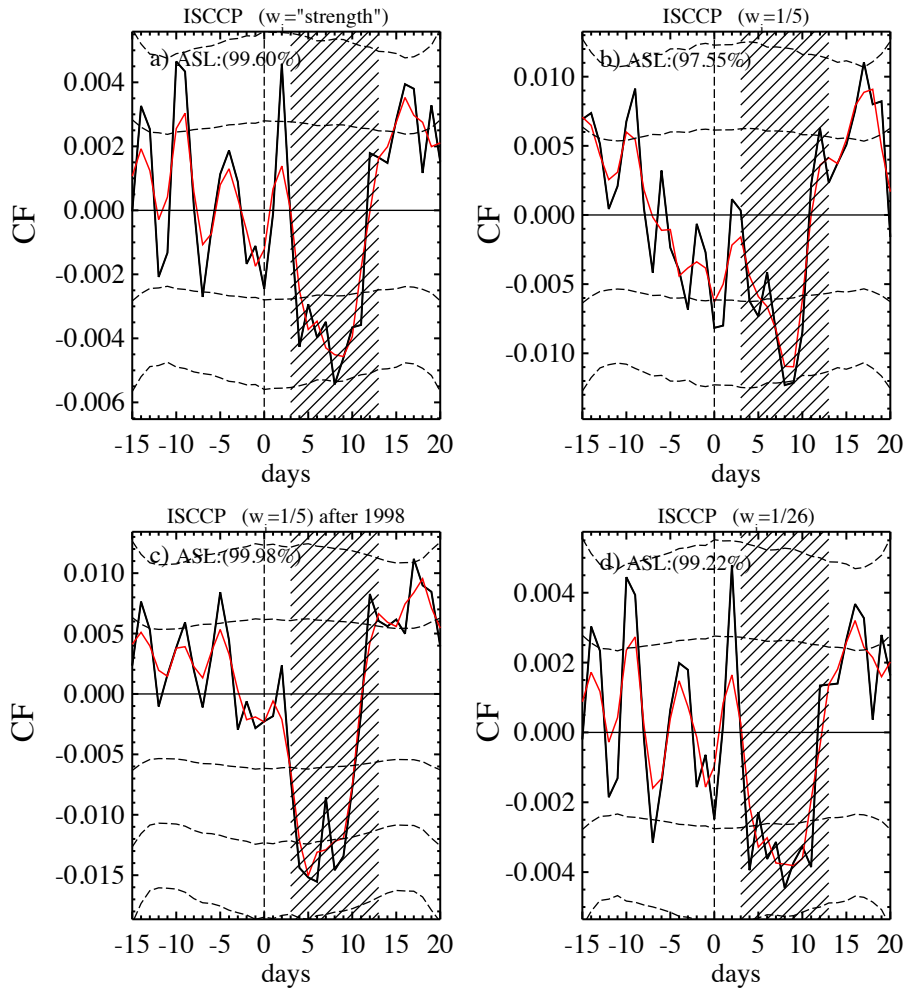 ISCCP (wi="strength")
a) ASL:(99.60%)
CF
0.004
0.002
0.000
-0.002
-0.004
-0.006
-15 -10 -5 0 5 10 15 20
days
ISCCP (wi=1/5)
b) ASL:(97.55%)
CF
0.010
0.005
0.000
-0.005
-0.010
-15 -10 -5 0 5 10 15 20
days
ISCCP (wi=1/5) after 1998
c) ASL:(99.98%)
CF
0.010
0.005
0.000
-0.005
-0.010
-0.015
-15 -10 -5 0 5 10 15 20
days
ISCCP (wi=1/26)
d) ASL:(99.22%)
CF
0.004
0.002
0.000
-0.002
-0.004
-15 -10 -5 0 5 10 15 20
days